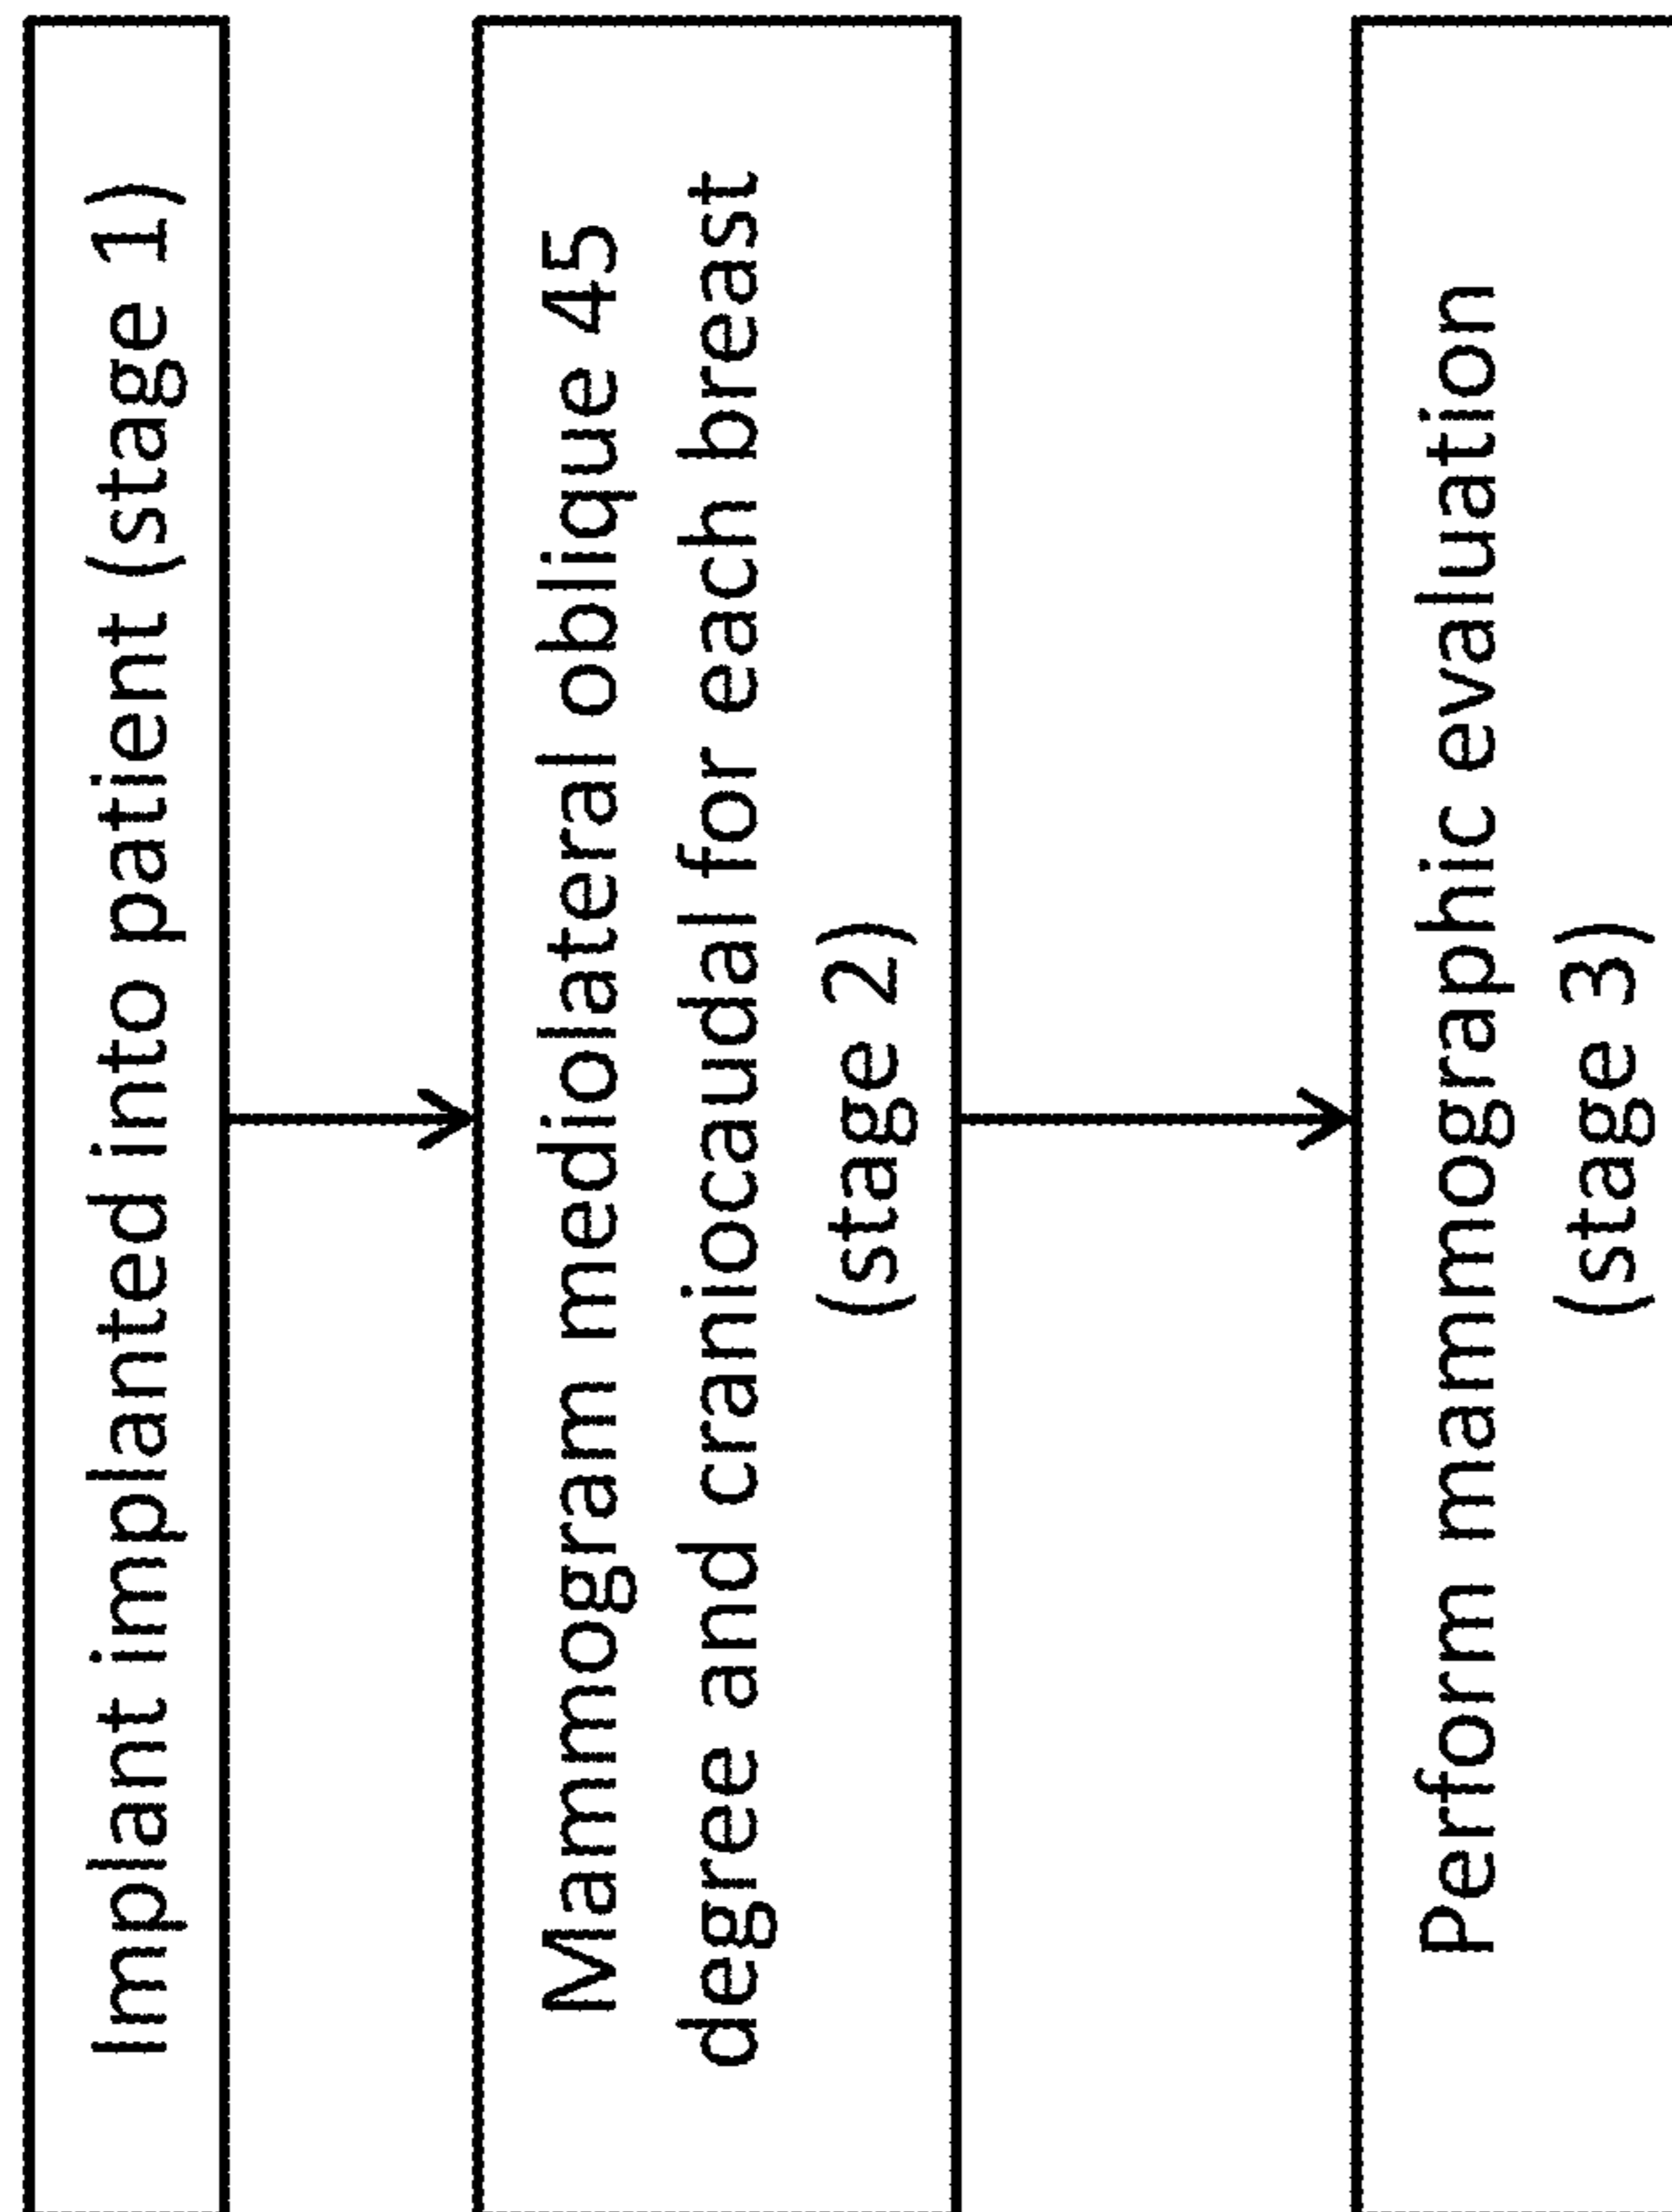 Implant implanted into patient (stage 1)
Mammogram mediolateral oblique 45
degree and craniocaudal for each breast
(stage 2)
Perform mammographic evaluation
(stage 3)